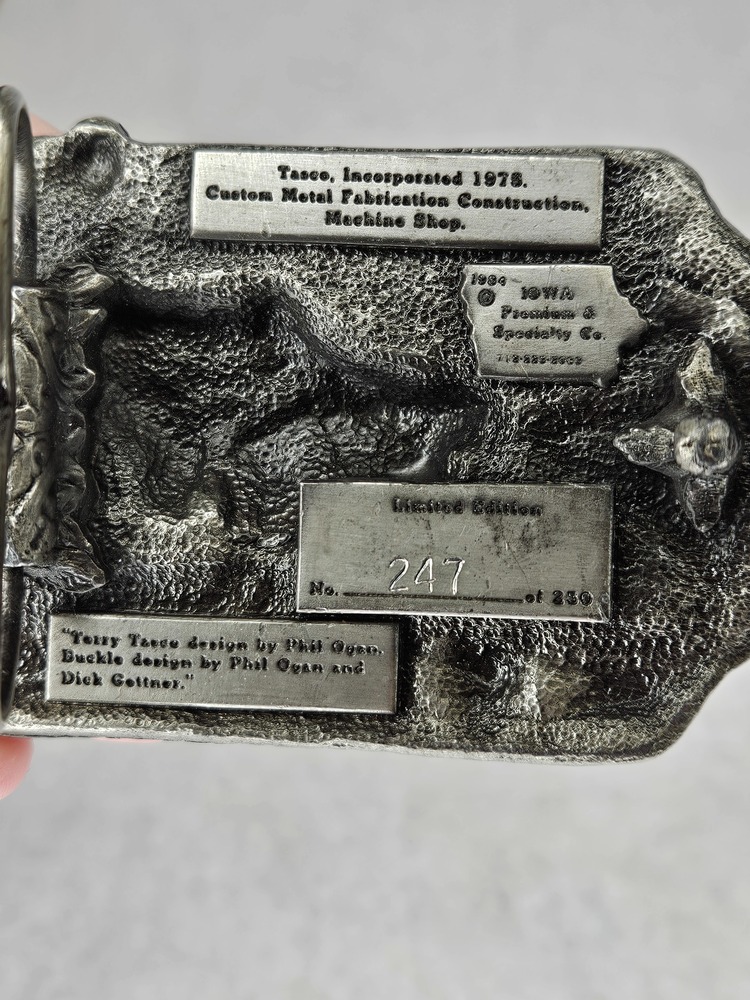 Tasco, Incorporated 1978.
Custom Metal Fabrication Construction,
Machine Shop.
1984
© IOWA
Premium &
Specialty Co.
Limited Edition
No. 247 of 250
"Terry Tasco design by Phil Ogan.
Buckle design by Phil Ogan and
Dick Gettner."